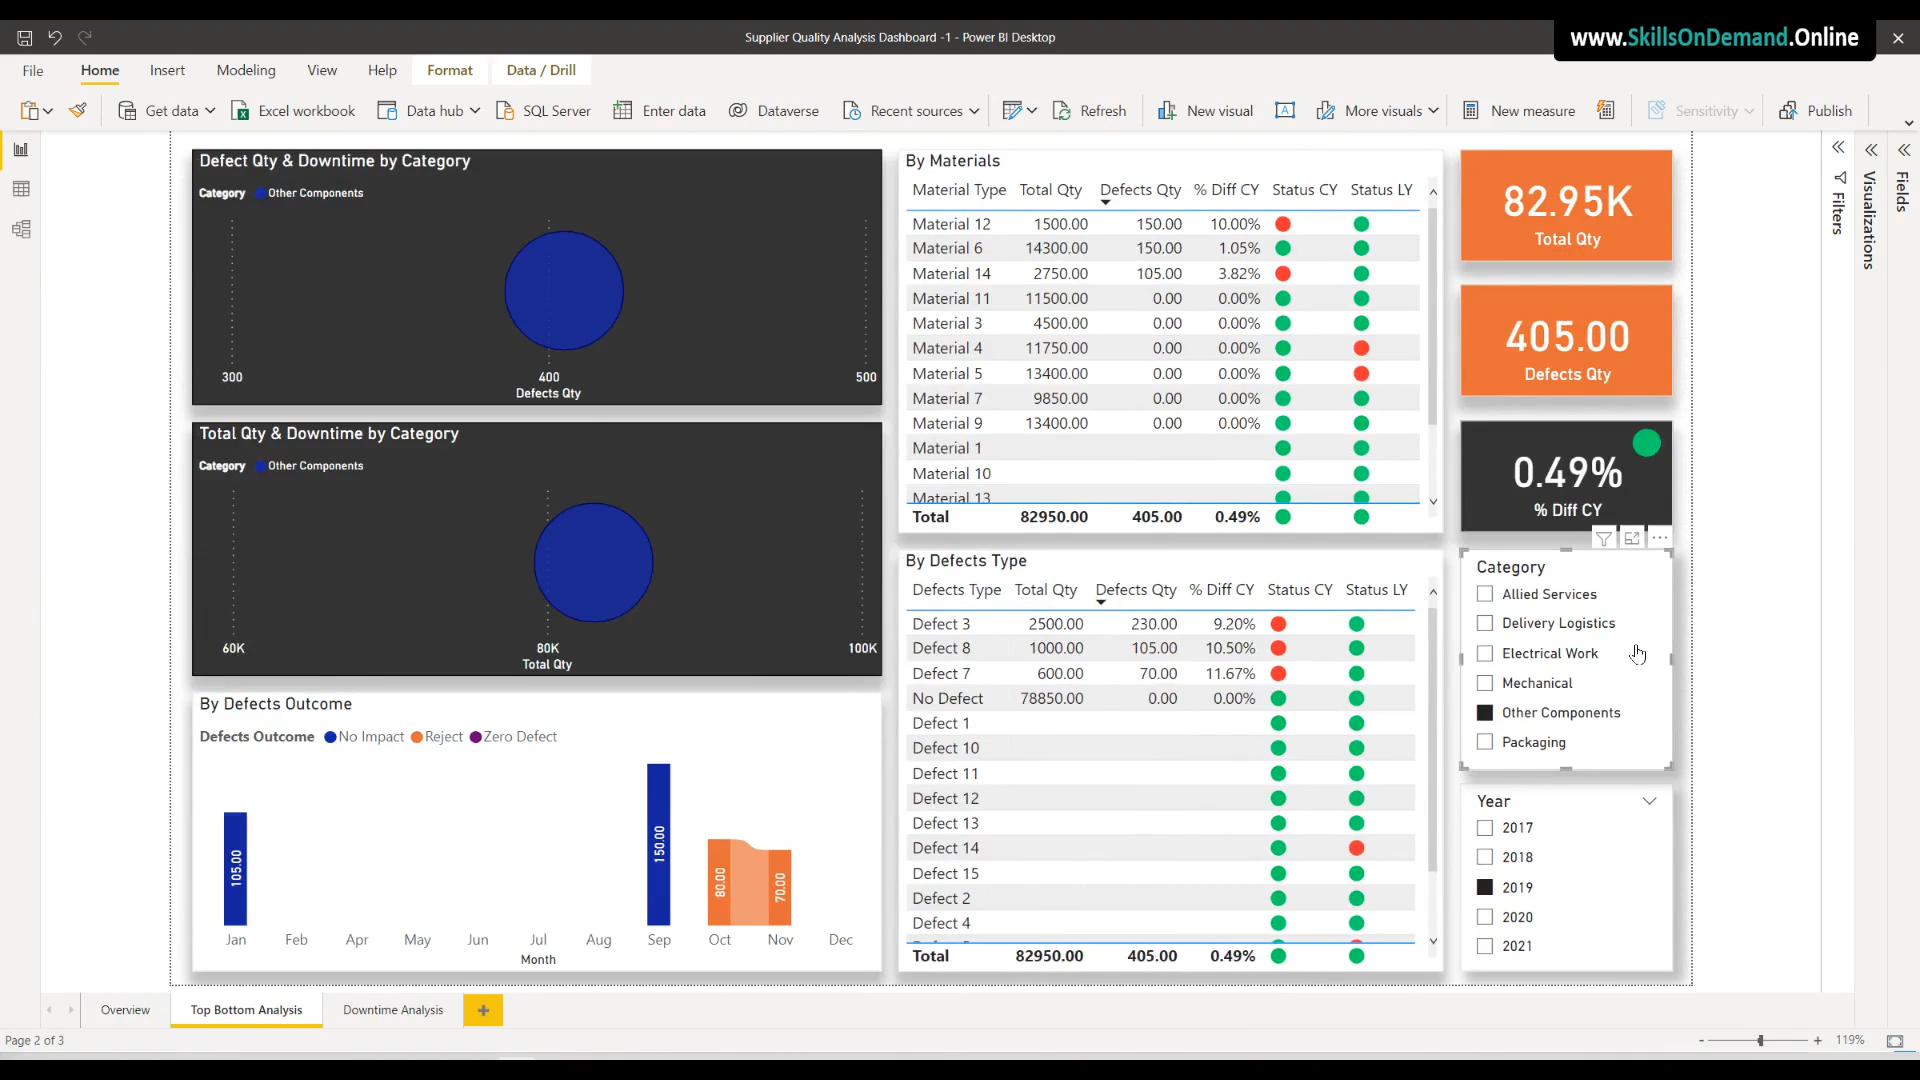 Supplier Quality Analysis Dashboard -1 - Power BI Desktop
www.SkillsOnDemand.Online
File Home Insert Modeling View Help Format Data / Drill
Get data Excel workbook Data hub SQL Server Enter data Dataverse Recent sources Refresh New visual More visuals New measure Sensitivity Publish
Defect Qty & Downtime by Category
Category Other Components
300 400 500
Defects Qty
Total Qty & Downtime by Category
Category Other Components
60K 80K 100K
Total Qty
By Defects Outcome
Defects Outcome No Impact Reject Zero Defect
105.00 150.00 80.00 70.00
Jan Feb Apr May Jun Jul Aug Sep Oct Nov Dec
Month
By Materials
Material Type Total Qty Defects Qty % Diff CY Status CY Status LY
Material 12 1500.00 150.00 10.00%
Material 6 14300.00 150.00 1.05%
Material 14 2750.00 105.00 3.82%
Material 11 11500.00 0.00 0.00%
Material 3 4500.00 0.00 0.00%
Material 4 11750.00 0.00 0.00%
Material 5 13400.00 0.00 0.00%
Material 7 9850.00 0.00 0.00%
Material 9 13400.00 0.00 0.00%
Material 1
Material 10
Material 13
Total 82950.00 405.00 0.49%
By Defects Type
Defects Type Total Qty Defects Qty % Diff CY Status CY Status LY
Defect 3 2500.00 230.00 9.20%
Defect 8 1000.00 105.00 10.50%
Defect 7 600.00 70.00 11.67%
No Defect 78850.00 0.00 0.00%
Defect 1
Defect 10
Defect 11
Defect 12
Defect 13
Defect 14
Defect 15
Defect 2
Defect 4
Total 82950.00 405.00 0.49%
82.95K
Total Qty
405.00
Defects Qty
0.49%
% Diff CY
Category
Allied Services
Delivery Logistics
Electrical Work
Mechanical
Other Components
Packaging
Year
2017
2018
2019
2020
2021
Filters
Visualizations
Fields
Overview Top Bottom Analysis Downtime Analysis
Page 2 of 3
- + 119%